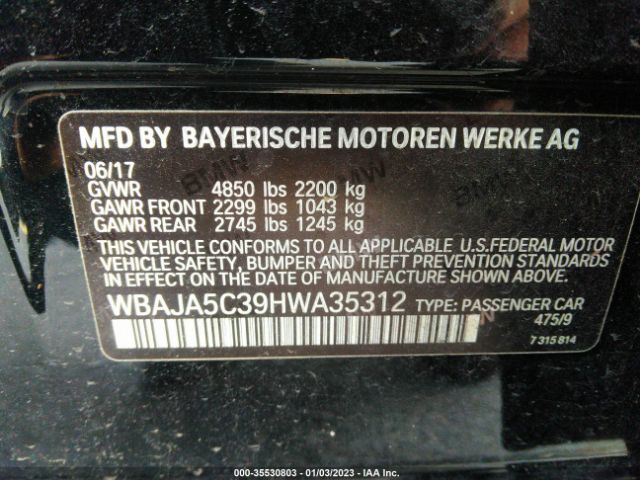 MFD BY BAYERISCHE MOTOREN WERKE AG
06/17
GVWR 4850 lbs 2200 kg
GAWR FRONT 2299 lbs 1043 kg
GAWR REAR 2745 lbs 1245 kg
THIS VEHICLE CONFORMS TO ALL APPLICABLE U.S.FEDERAL MOTOR
VEHICLE SAFETY, BUMPER AND THEFT PREVENTION STANDARDS
IN EFFECT ON THE DATE OF MANUFACTURE SHOWN ABOVE.
WBAJA5C39HWA35312 TYPE: PASSENGER CAR
475/9
7315814
000-35530803 - 01/03/2023 - IAA Inc.